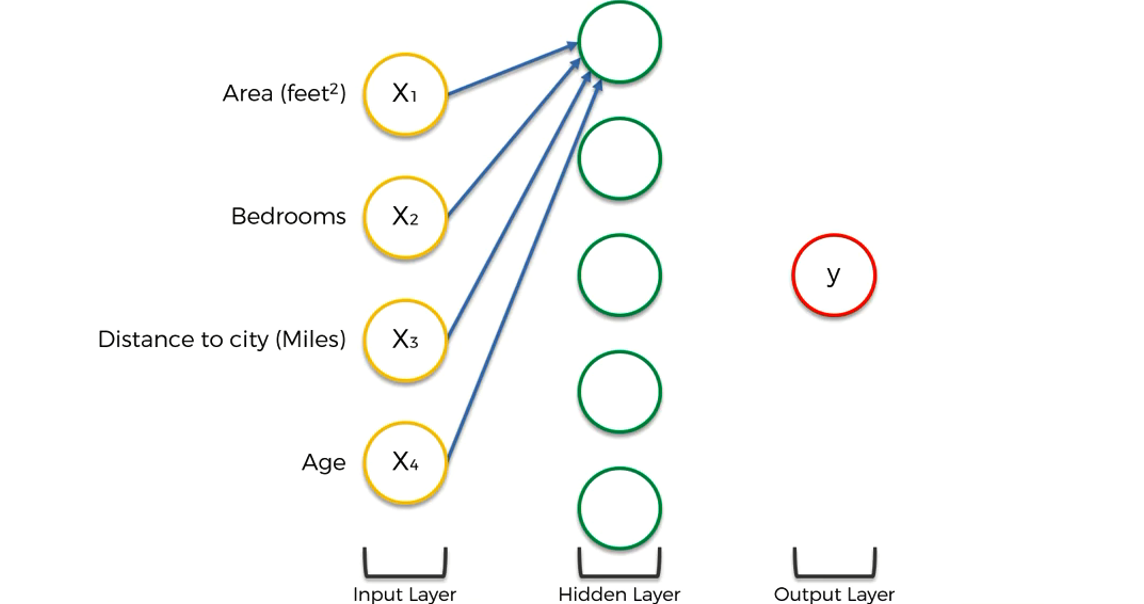 Area (feet²) X₁
Bedrooms X₂
y
Distance to city (Miles) X₃
Age X₄
Input Layer Hidden Layer Output Layer